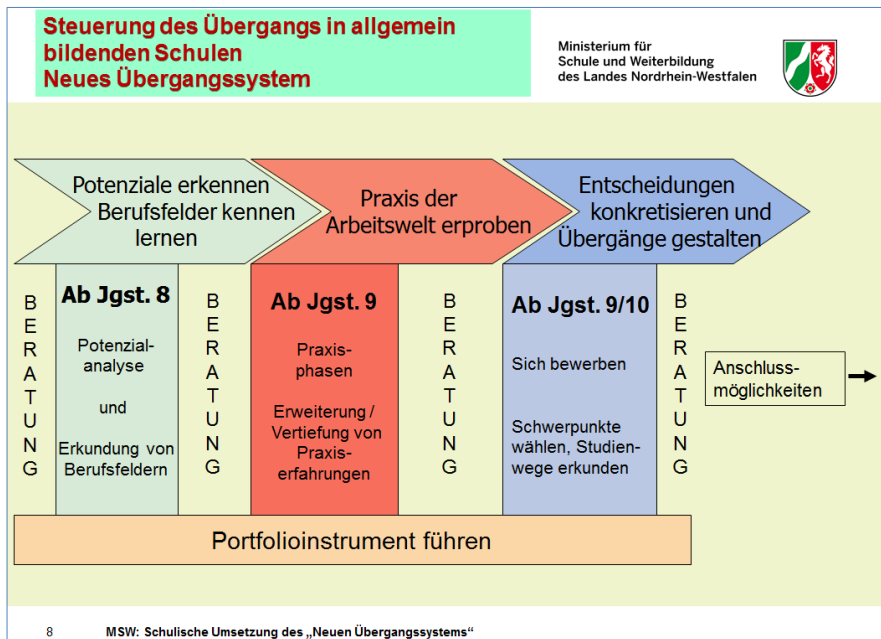 Steuerung des Übergangs in allgemein
bildenden Schulen
Neues Übergangssystem
Ministerium für
Schule und Weiterbildung
des Landes Nordrhein-Westfalen
Potenziale erkennen
Berufsfelder kennen
lernen
Praxis der
Arbeitswelt erproben
Entscheidungen
konkretisieren und
Übergänge gestalten
BERATUNG
Ab Jgst. 8
Potenzial-
analyse
und
Erkundung von
Berufsfeldern
BERATUNG
Ab Jgst. 9
Praxis-
phasen
Erweiterung /
Vertiefung von
Praxis-
erfahrungen
BERATUNG
Ab Jgst. 9/10
Sich bewerben
Schwerpunkte
wählen, Studien-
wege erkunden
BERATUNG
Anschluss-
möglichkeiten
Portfolioinstrument führen
8 MSW: Schulische Umsetzung des „Neuen Übergangssystems“